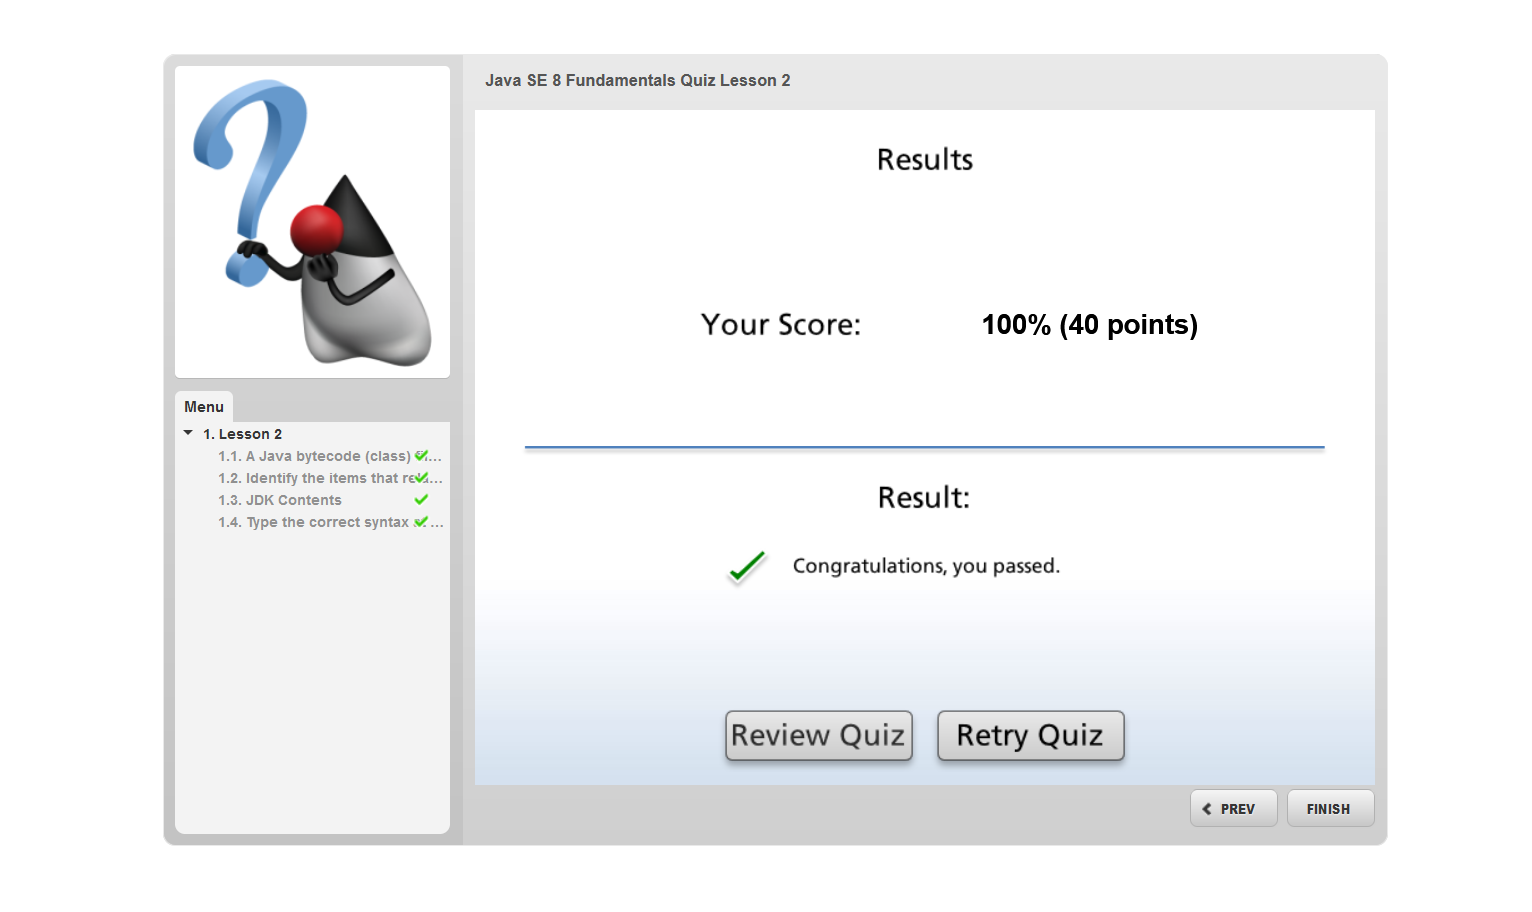 Java SE 8 Fundamentals Quiz Lesson 2
Menu
1. Lesson 2
1.1. A Java bytecode (class) ...
1.2. Identify the items that ...
1.3. JDK Contents
1.4. Type the correct syntax ...
Results
Your Score: 100% (40 points)
Result:
Congratulations, you passed.
Review Quiz Retry Quiz
PREV FINISH